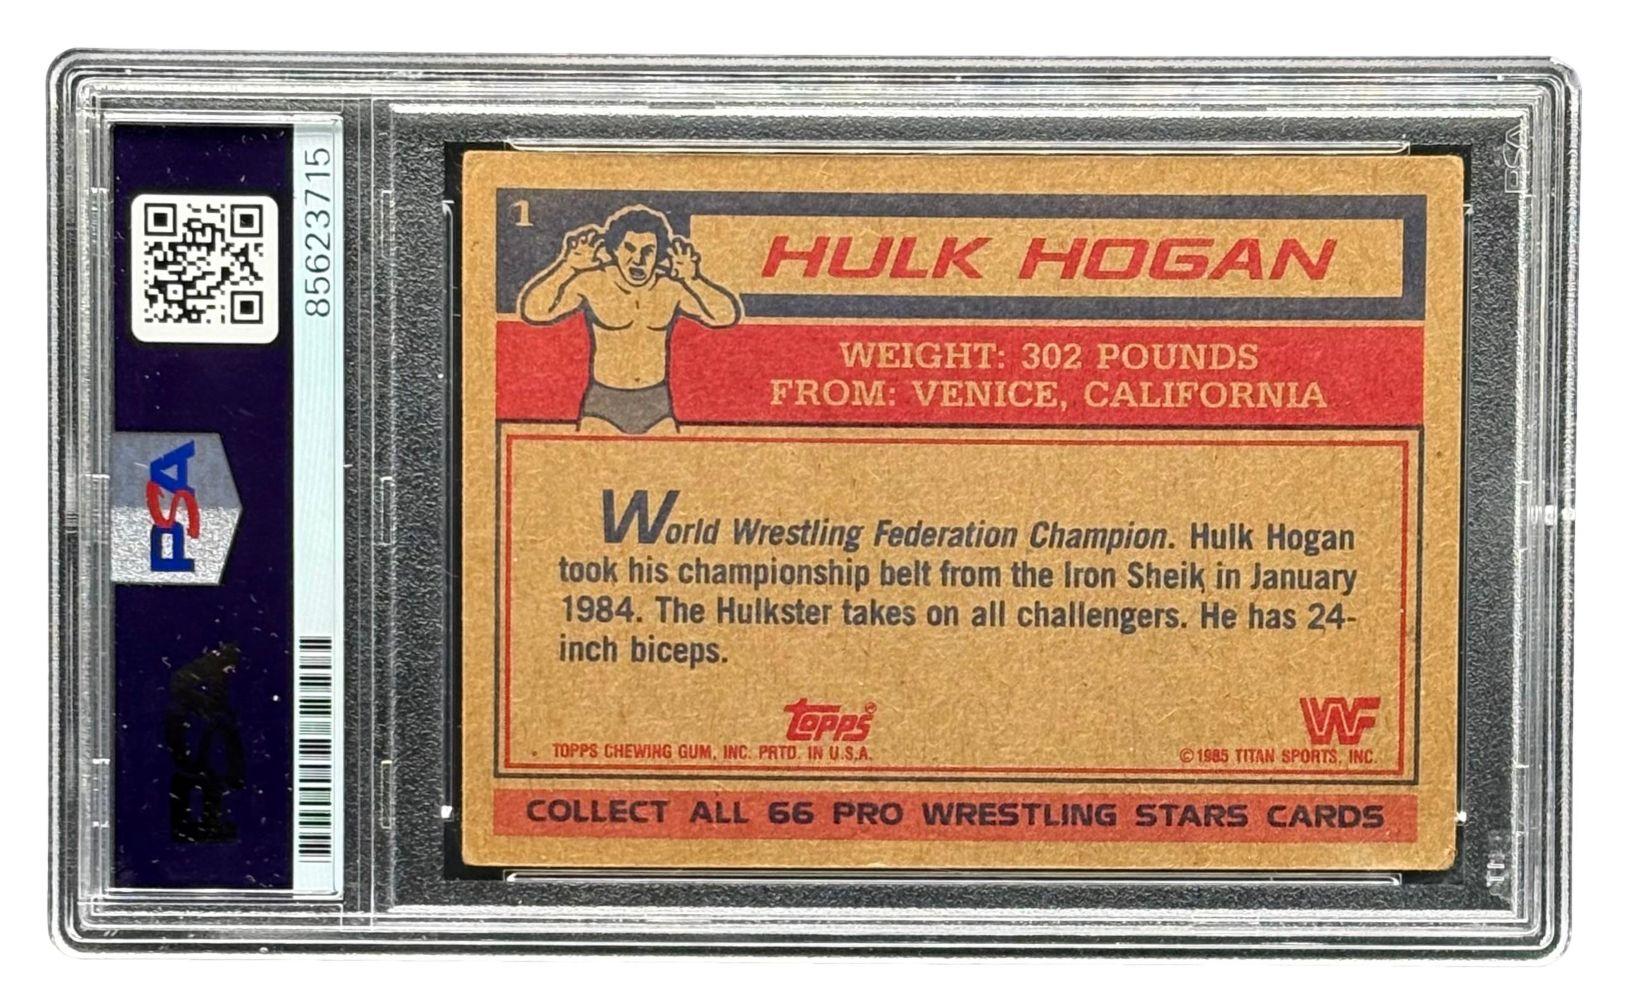 85623715
PSA
PSA
PSA
1
HULK HOGAN
WEIGHT: 302 POUNDS
FROM: VENICE, CALIFORNIA
World Wrestling Federation Champion. Hulk Hogan
took his championship belt from the Iron Sheik in January
1984. The Hulkster takes on all challengers. He has 24-
inch biceps.
topps®
WF
TOPPS CHEWING GUM, INC. PRTD. IN U.S.A.
©1985 TITAN SPORTS, INC.
COLLECT ALL 66 PRO WRESTLING STARS CARDS